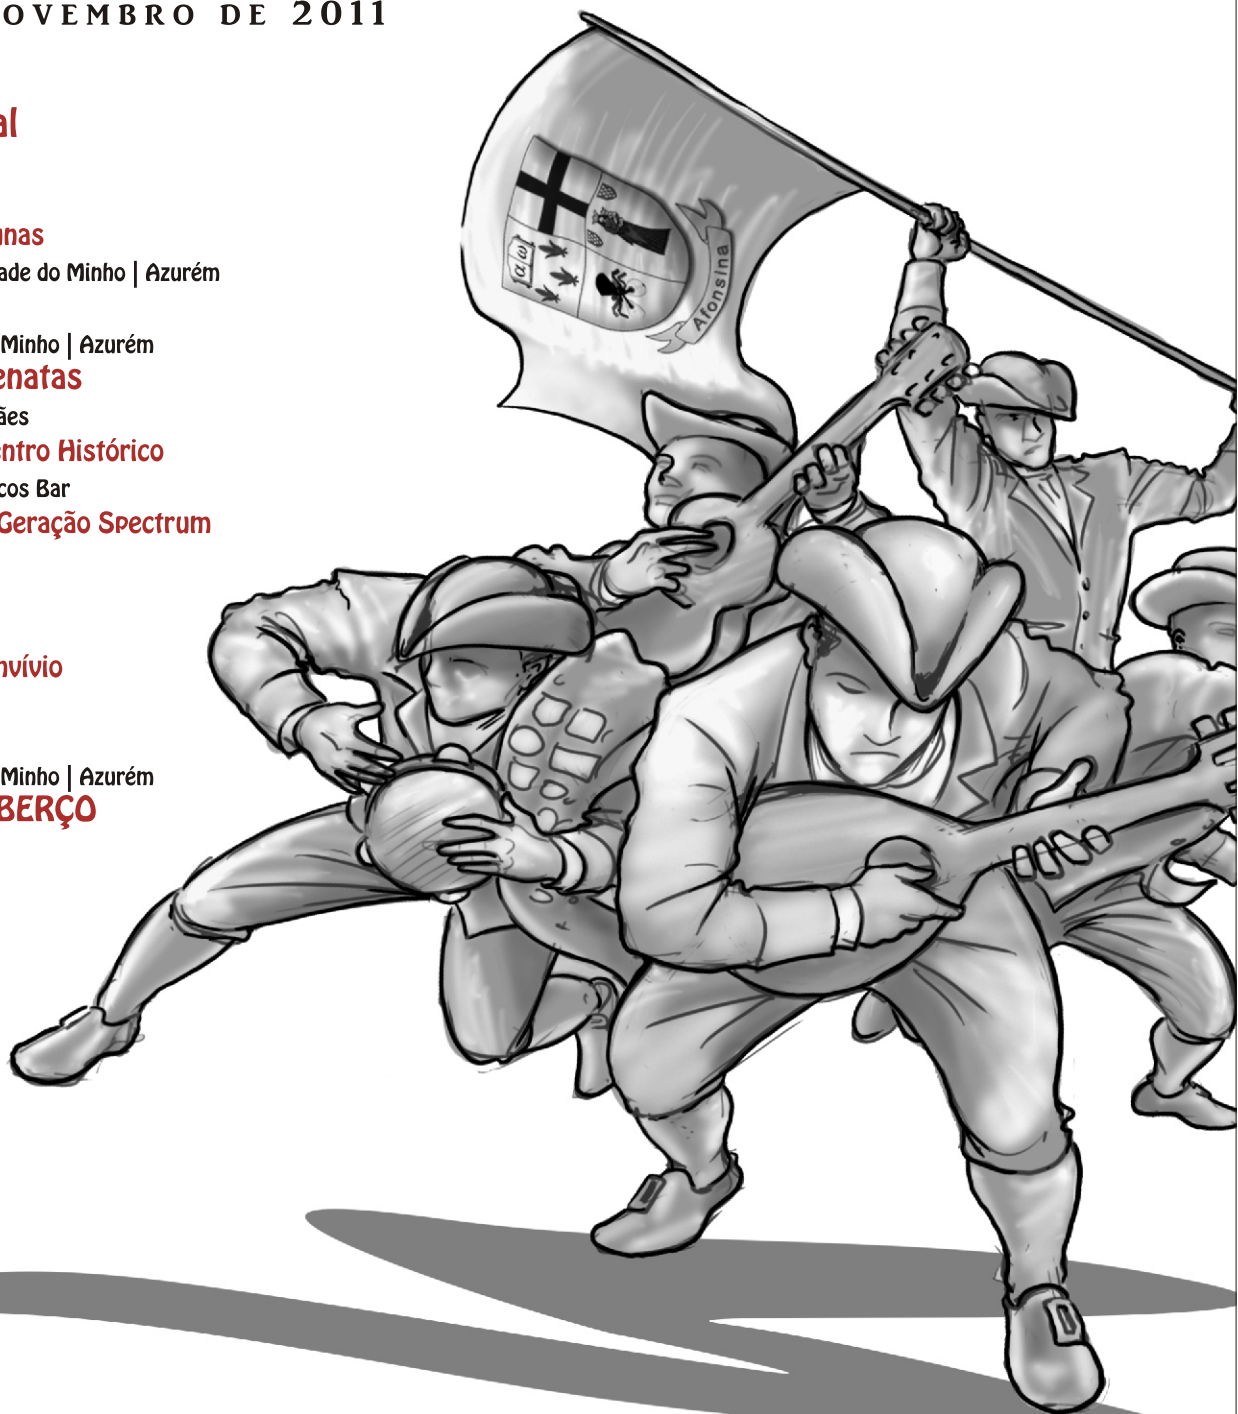 OVEMBRO DE 2011
al
unas
ade do Minho | Azurém
Minho | Azurém
enatas
ães
entro Histórico
cos Bar
Geração Spectrum
nvívio
Minho | Azurém
BERÇO
α ω
Afonsina